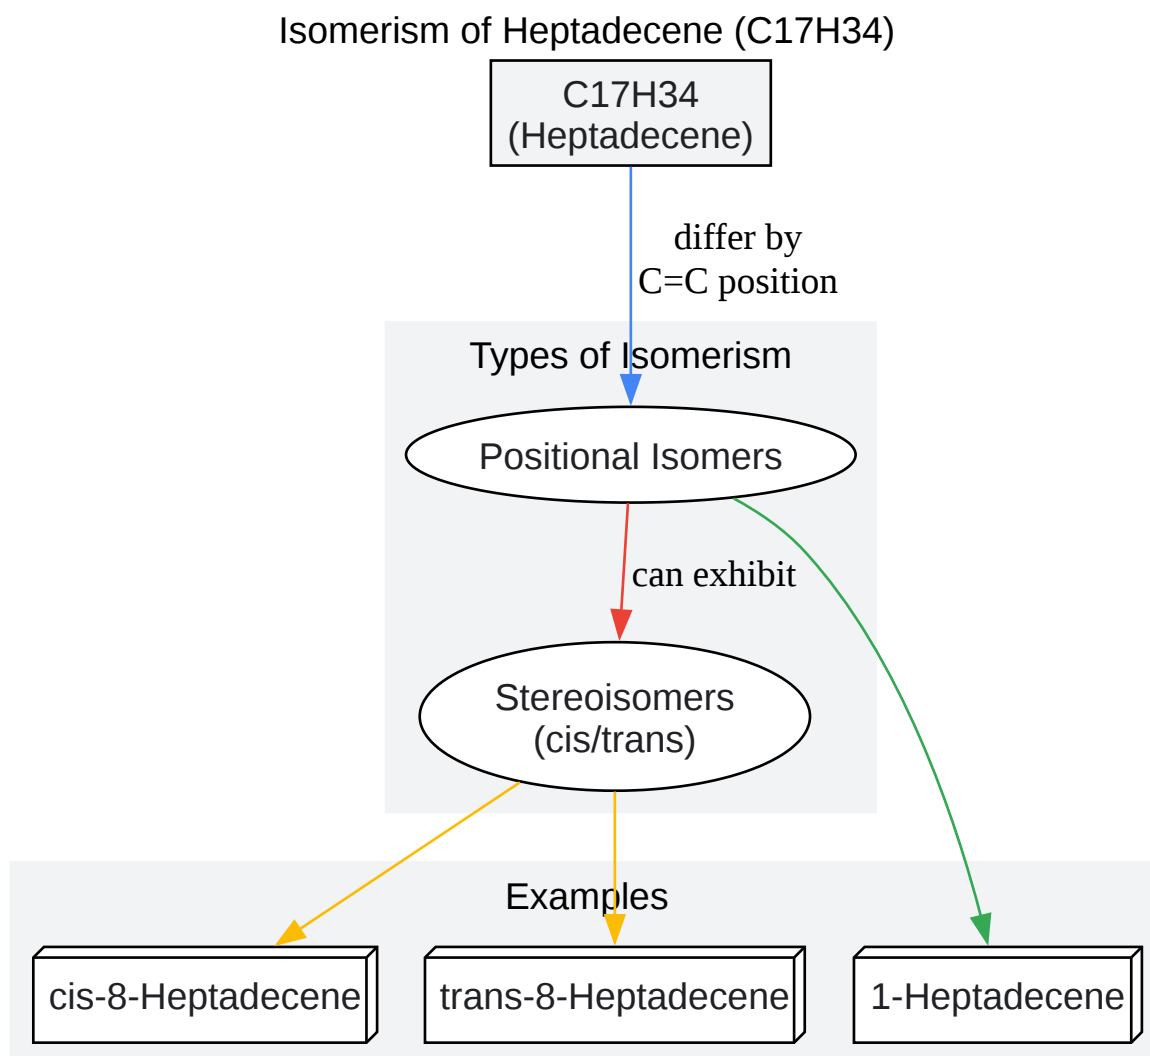 Isomerism of Heptadecene (C17H34)
C17H34
(Heptadecene)
differ by
C=C position
Types of Isomerism
Positional Isomers
can exhibit
Stereoisomers
(cis/trans)
Examples
cis-8-Heptadecene
trans-8-Heptadecene
1-Heptadecene